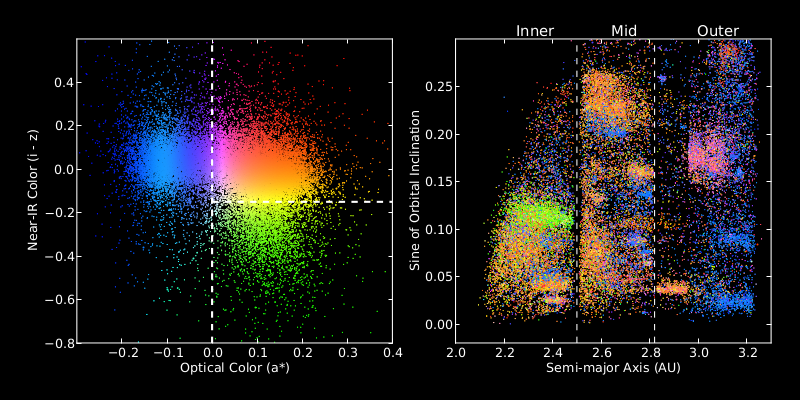 Inner Mid Outer
0.4
0.2
0.0
−0.2
−0.4
−0.6
−0.8
−0.2 −0.1 0.0 0.1 0.2 0.3 0.4
Near-IR Color (i - z)
Optical Color (a*)
0.25
0.20
0.15
0.10
0.05
0.00
2.0 2.2 2.4 2.6 2.8 3.0 3.2
Sine of Orbital Inclination
Semi-major Axis (AU)